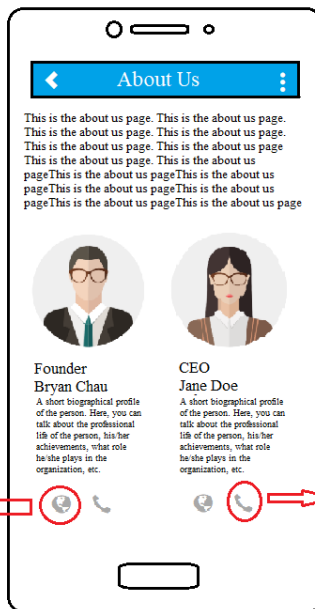 About Us
This is the about us page. This is the about us page.
This is the about us page. This is the about us page.
This is the about us page. This is the about us page
This is the about us page. This is the about us
pageThis is the about us pageThis is the about us
pageThis is the about us pageThis is the about us
pageThis is the about us pageThis is the about us page
Founder
Bryan Chau
A short biographical profile
of the person. Here, you can
talk about the professional
life of the person, his/her
achievements, what role
he/she plays in the
organization, etc.
CEO
Jane Doe
A short biographical profile
of the person. Here, you can
talk about the professional
life of the person, his/her
achievements, what role
he/she plays in the
organization, etc.